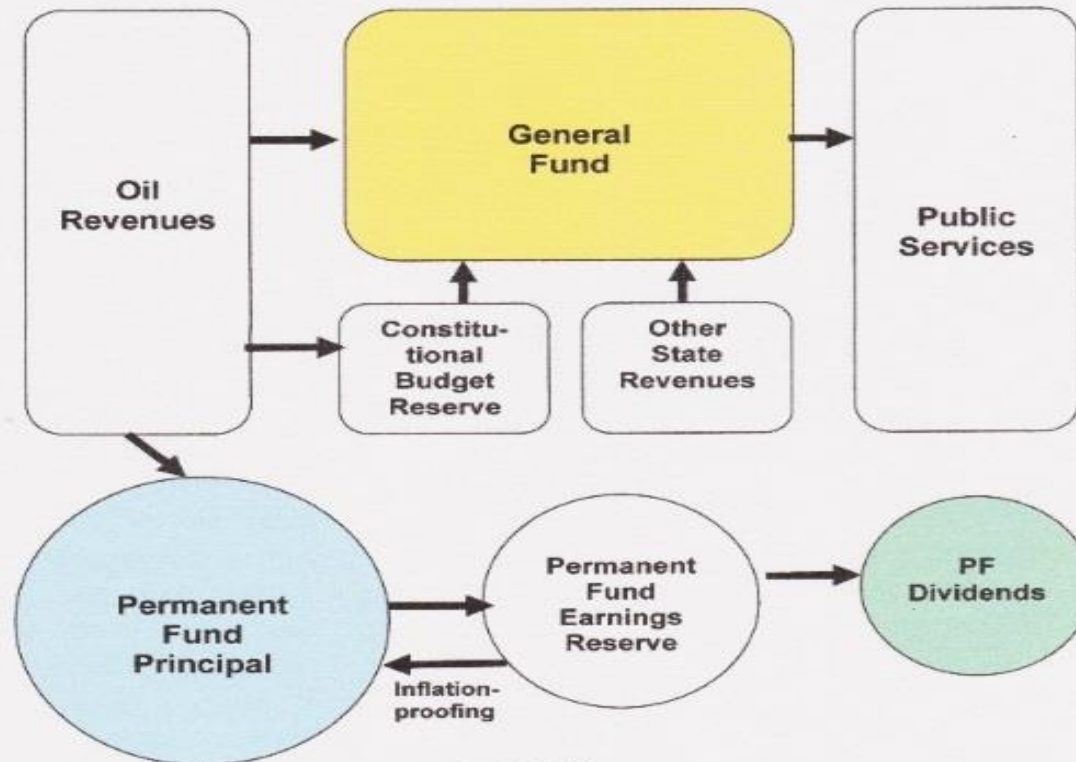 Oil
Revenues
General
Fund
Public
Services
Constitu-
tional
Budget
Reserve
Other
State
Revenues
Permanent
Fund
Principal
Permanent
Fund
Earnings
Reserve
PF
Dividends
Inflation-
proofing